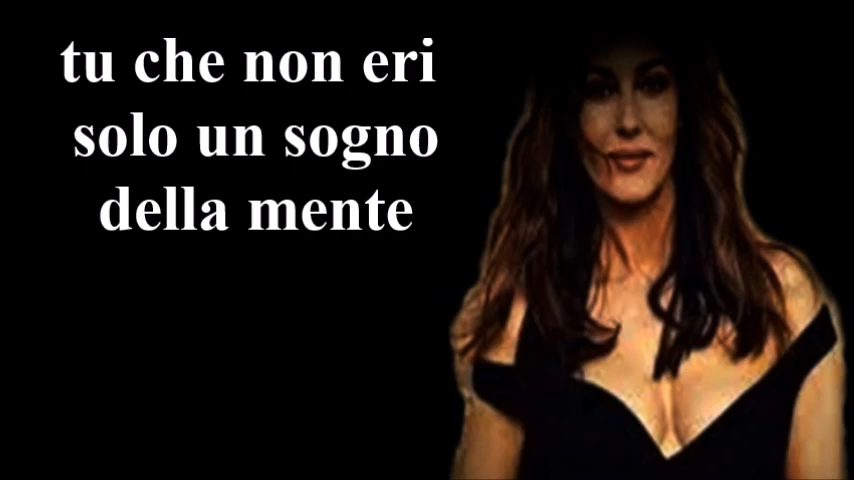 tu che non eri
solo un sogno
della mente